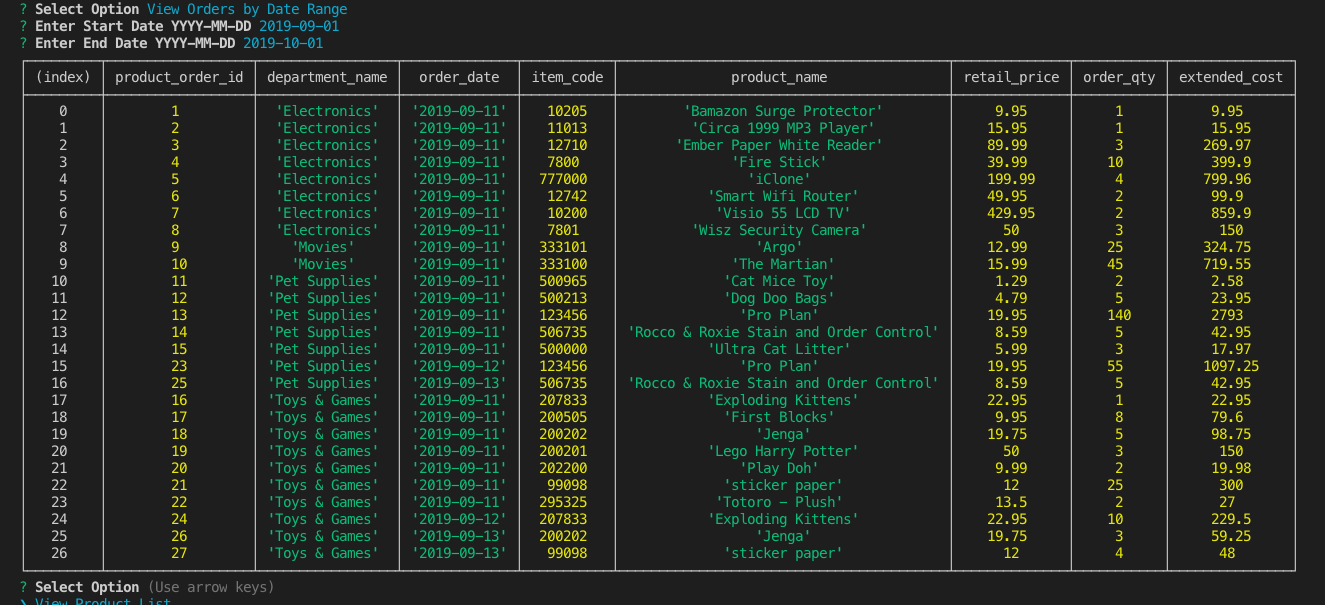 ? Select Option View Orders by Date Range
? Enter Start Date YYYY-MM-DD 2019-09-01
? Enter End Date YYYY-MM-DD 2019-10-01
(index) product_order_id department_name order_date item_code product_name retail_price order_qty extended_cost
0 1 'Electronics' '2019-09-11' 10205 'Bamazon Surge Protector' 9.95 1 9.95
1 2 'Electronics' '2019-09-11' 11013 'Circa 1999 MP3 Player' 15.95 1 15.95
2 3 'Electronics' '2019-09-11' 12710 'Ember Paper White Reader' 89.99 3 269.97
3 4 'Electronics' '2019-09-11' 7800 'Fire Stick' 39.99 10 399.9
4 5 'Electronics' '2019-09-11' 777000 'iClone' 199.99 4 799.96
5 6 'Electronics' '2019-09-11' 12742 'Smart Wifi Router' 49.95 2 99.9
6 7 'Electronics' '2019-09-11' 10200 'Visio 55 LCD TV' 429.95 2 859.9
7 8 'Electronics' '2019-09-11' 7801 'Wisz Security Camera' 50 3 150
8 9 'Movies' '2019-09-11' 333101 'Argo' 12.99 25 324.75
9 10 'Movies' '2019-09-11' 333100 'The Martian' 15.99 45 719.55
10 11 'Pet Supplies' '2019-09-11' 500965 'Cat Mice Toy' 1.29 2 2.58
11 12 'Pet Supplies' '2019-09-11' 500213 'Dog Doo Bags' 4.79 5 23.95
12 13 'Pet Supplies' '2019-09-11' 123456 'Pro Plan' 19.95 140 2793
13 14 'Pet Supplies' '2019-09-11' 506735 'Rocco & Roxie Stain and Order Control' 8.59 5 42.95
14 15 'Pet Supplies' '2019-09-11' 500000 'Ultra Cat Litter' 5.99 3 17.97
15 23 'Pet Supplies' '2019-09-12' 123456 'Pro Plan' 19.95 55 1097.25
16 25 'Pet Supplies' '2019-09-13' 506735 'Rocco & Roxie Stain and Order Control' 8.59 5 42.95
17 16 'Toys & Games' '2019-09-11' 207833 'Exploding Kittens' 22.95 1 22.95
18 17 'Toys & Games' '2019-09-11' 200505 'First Blocks' 9.95 8 79.6
19 18 'Toys & Games' '2019-09-11' 200202 'Jenga' 19.75 5 98.75
20 19 'Toys & Games' '2019-09-11' 200201 'Lego Harry Potter' 50 3 150
21 20 'Toys & Games' '2019-09-11' 202200 'Play Doh' 9.99 2 19.98
22 21 'Toys & Games' '2019-09-11' 99098 'sticker paper' 12 25 300
23 22 'Toys & Games' '2019-09-11' 295325 'Totoro - Plush' 13.5 2 27
24 24 'Toys & Games' '2019-09-12' 207833 'Exploding Kittens' 22.95 10 229.5
25 26 'Toys & Games' '2019-09-13' 200202 'Jenga' 19.75 3 59.25
26 27 'Toys & Games' '2019-09-13' 99098 'sticker paper' 12 4 48
? Select Option (Use arrow keys)
❯ View Product List